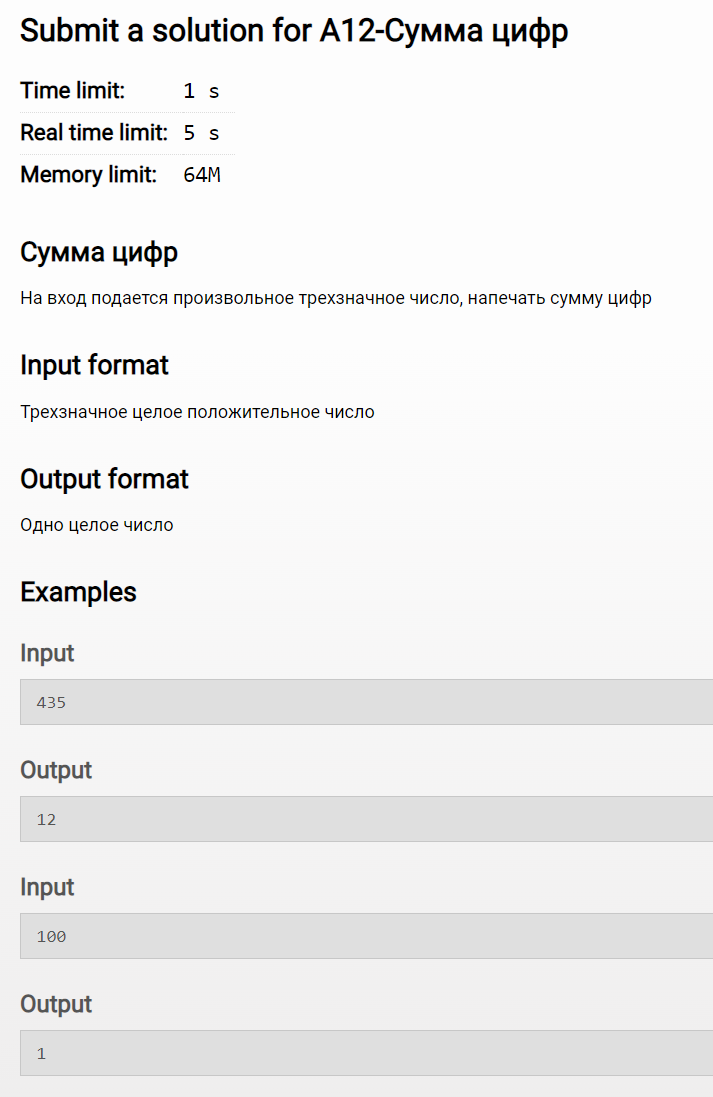 Submit a solution for A12-Сумма цифр
Time limit: 1 s
Real time limit: 5 s
Memory limit: 64M
Сумма цифр
На вход подается произвольное трехзначное число, напечать сумму цифр
Input format
Трехзначное целое положительное число
Output format
Одно целое число
Examples
Input
435
Output
12
Input
100
Output
1